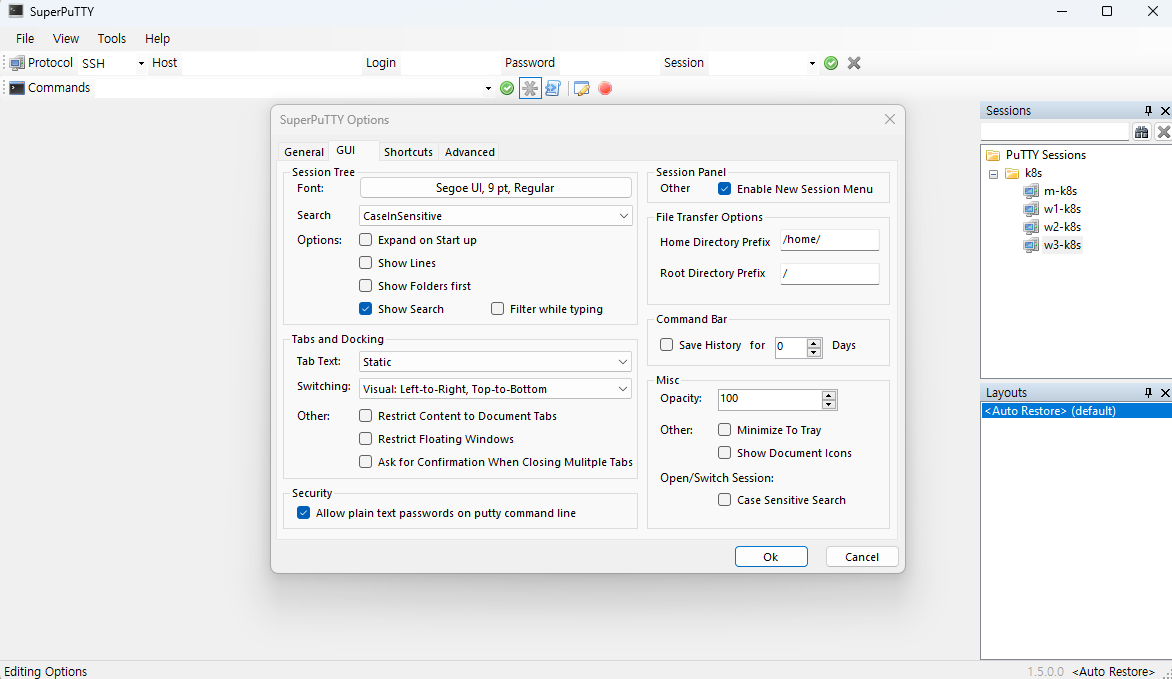 SuperPuTTY
File View Tools Help
Protocol SSH Host Login Password Session
Commands
SuperPuTTY Options
General GUI Shortcuts Advanced
Session Tree
Font: Segoe UI, 9 pt, Regular
Search CaseInSensitive
Options: Expand on Start up
Show Lines
Show Folders first
Show Search Filter while typing
Tabs and Docking
Tab Text: Static
Switching: Visual: Left-to-Right, Top-to-Bottom
Other: Restrict Content to Document Tabs
Restrict Floating Windows
Ask for Confirmation When Closing Mulitple Tabs
Security
Allow plain text passwords on putty command line
Session Panel
Other Enable New Session Menu
File Transfer Options
Home Directory Prefix /home/
Root Directory Prefix /
Command Bar
Save History for 0 Days
Misc
Opacity: 100
Other: Minimize To Tray
Show Document Icons
Open/Switch Session:
Case Sensitive Search
Ok Cancel
Sessions
PuTTY Sessions
k8s
m-k8s
w1-k8s
w2-k8s
w3-k8s
Layouts
<Auto Restore> (default)
Editing Options 1.5.0.0 <Auto Restore>